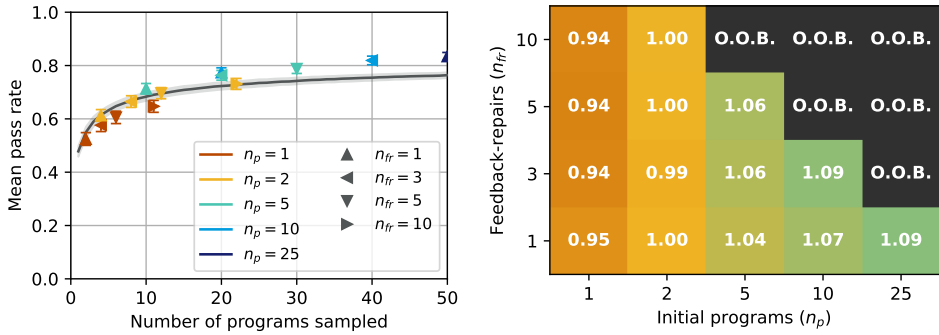 Mean pass rate
1.0
0.8
0.6
0.4
0.2
0.0
0 10 20 30 40 50
Number of programs sampled
n_p = 1
n_p = 2
n_p = 5
n_p = 10
n_p = 25
n_fr = 1
n_fr = 3
n_fr = 5
n_fr = 10
Feedback-repairs (n_fr)
10 0.94 1.00 O.O.B. O.O.B. O.O.B.
5 0.94 1.00 1.06 O.O.B. O.O.B.
3 0.94 0.99 1.06 1.09 O.O.B.
1 0.95 1.00 1.04 1.07 1.09
1 2 5 10 25
Initial programs (n_p)